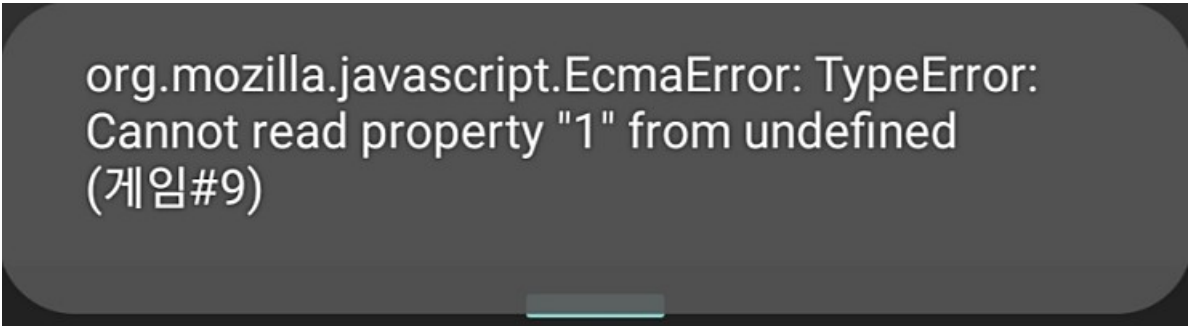 org.mozilla.javascript.EcmaError: TypeError:
Cannot read property "1" from undefined
(게임#9)